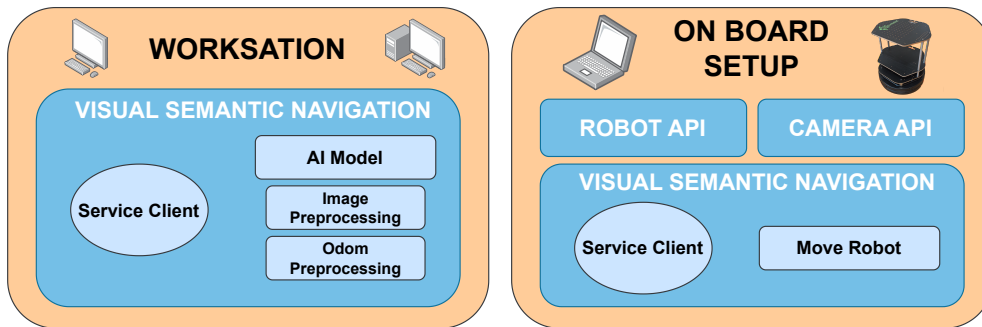 WORKSATION
VISUAL SEMANTIC NAVIGATION
AI Model
Service Client
Image
Preprocessing
Odom
Preprocessing
ON BOARD
SETUP
ROBOT API
CAMERA API
VISUAL SEMANTIC NAVIGATION
Service Client
Move Robot